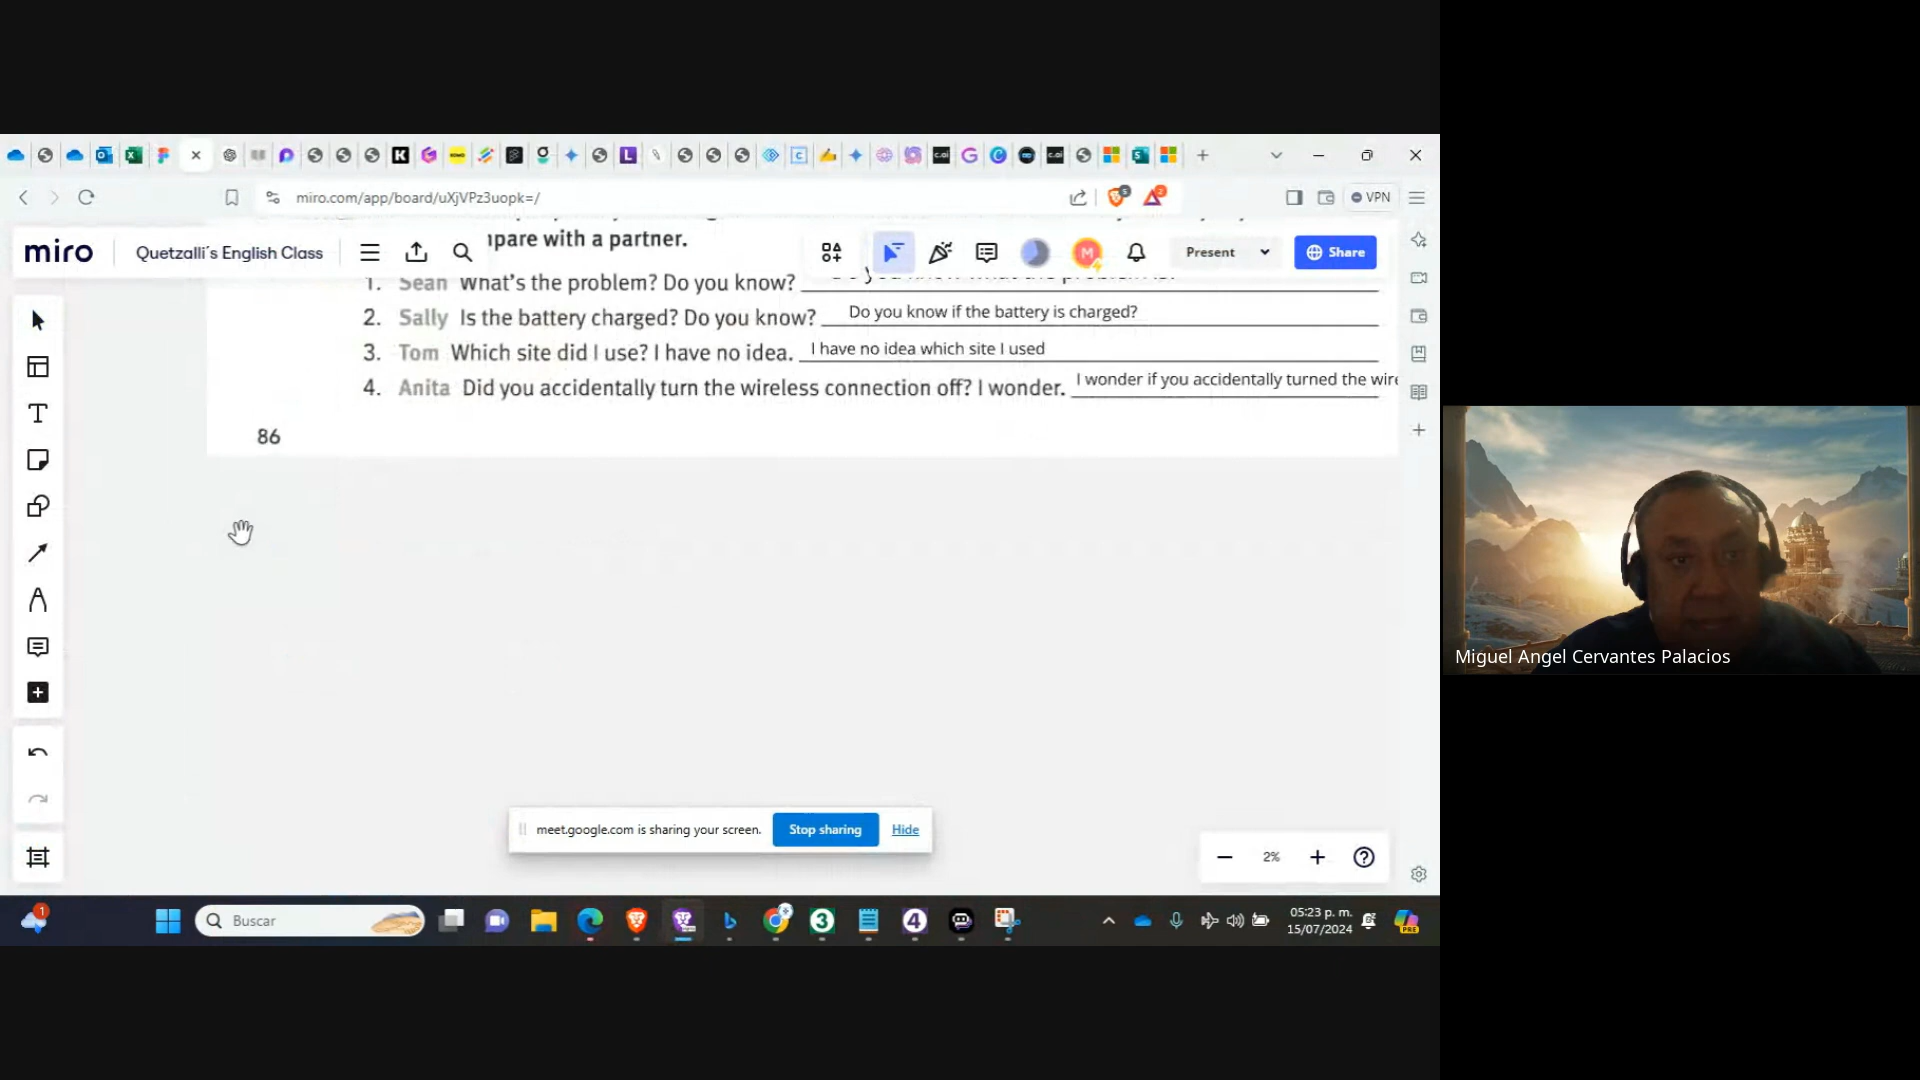 miro.com/app/board/uXjVPz3uopk=/
VPN
miro
Quetzalli´s English Class
Present
Share
pare with a partner.
1. Sean What's the problem? Do you know?
2. Sally Is the battery charged? Do you know? Do you know if the battery is charged?
3. Tom Which site did I use? I have no idea. I have no idea which site I used
4. Anita Did you accidentally turn the wireless connection off? I wonder. I wonder if you accidentally turned the wire
86
Miguel Angel Cervantes Palacios
meet.google.com is sharing your screen.
Stop sharing
Hide
2%
Buscar
05:23 p. m.
15/07/2024